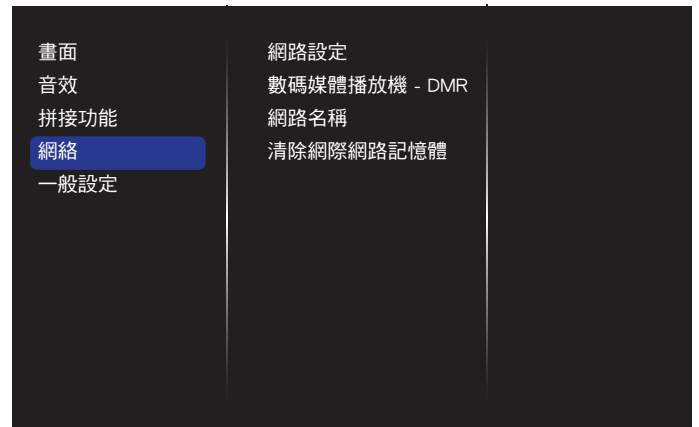 畫面
音效
拼接功能
網絡
一般設定
網路設定
數碼媒體播放機 - DMR
網路名稱
清除網際網路記憶體